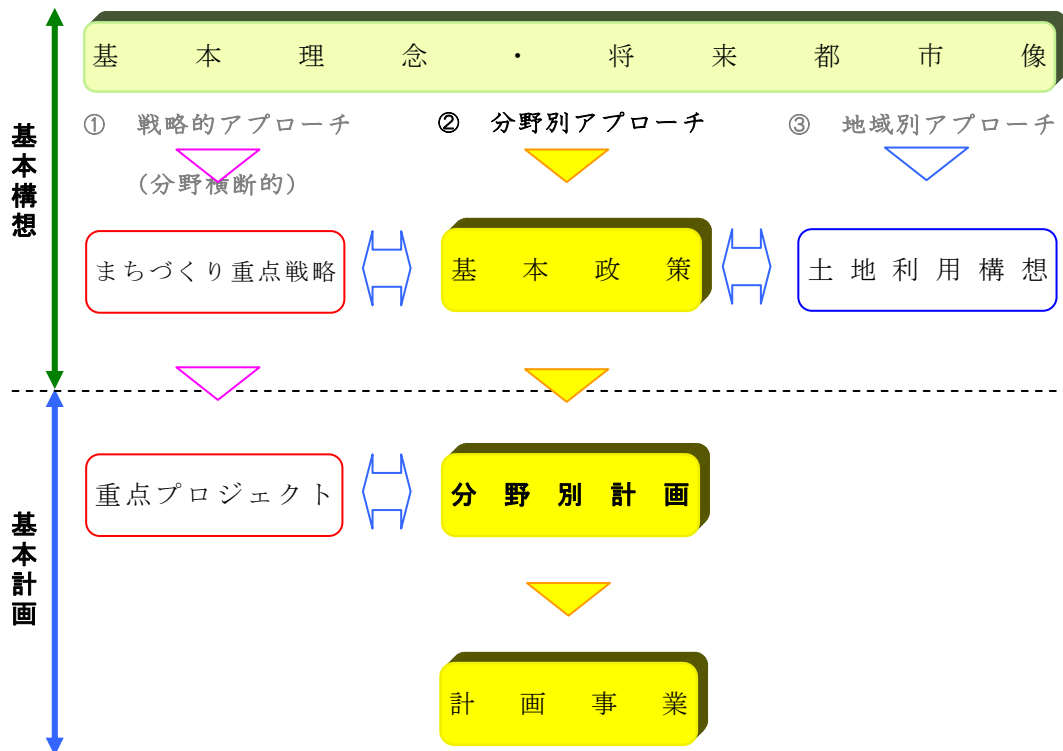 基本理念・将来都市像
① 戦略的アプローチ
(分野横断的)
② 分野別アプローチ
③ 地域別アプローチ
基本構想
まちづくり重点戦略
基本政策
土地利用構想
基本計画
重点プロジェクト
分野別計画
計画事業